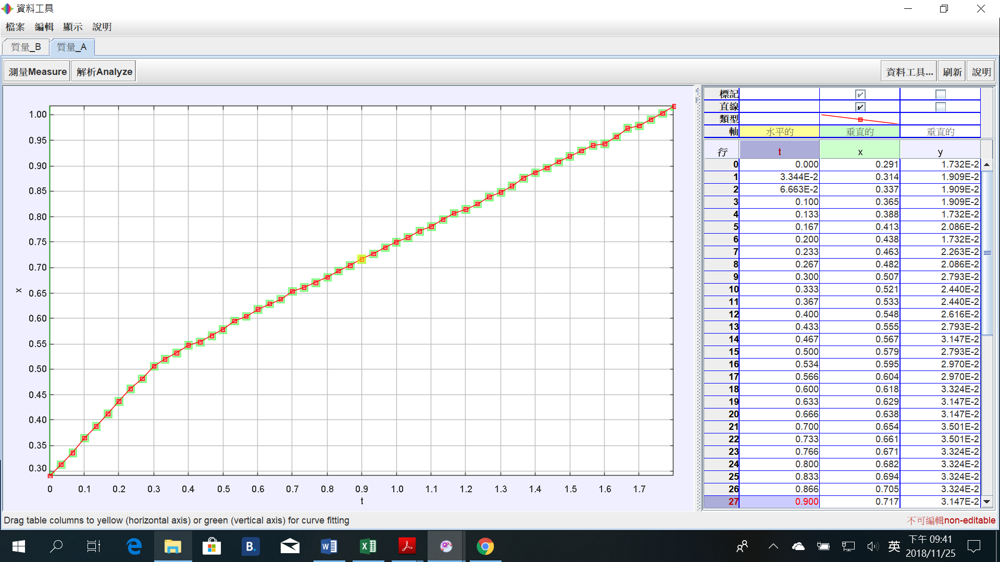 資料工具
檔案 編輯 顯示 說明
質量_B 質量_A
測量Measure 解析Analyze 資料工具... 刷新 說明
1.00
0.95
0.90
0.85
0.80
0.75
0.70
0.65
0.60
0.55
0.50
0.45
0.40
0.35
0.30
x
0 0.1 0.2 0.3 0.4 0.5 0.6 0.7 0.8 0.9 1.0 1.1 1.2 1.3 1.4 1.5 1.6 1.7
t
標記
直線
類型
軸 水平的 垂直的 垂直的
行 t x y
0 0.000 0.291 1.732E-2
1 3.344E-2 0.314 1.909E-2
2 6.663E-2 0.337 1.909E-2
3 0.100 0.365 1.909E-2
4 0.133 0.388 1.732E-2
5 0.167 0.413 2.086E-2
6 0.200 0.438 1.732E-2
7 0.233 0.463 2.263E-2
8 0.267 0.482 2.086E-2
9 0.300 0.507 2.793E-2
10 0.333 0.521 2.440E-2
11 0.367 0.533 2.440E-2
12 0.400 0.548 2.616E-2
13 0.433 0.555 2.793E-2
14 0.467 0.567 3.147E-2
15 0.500 0.579 2.793E-2
16 0.534 0.595 2.970E-2
17 0.566 0.604 2.970E-2
18 0.600 0.618 3.324E-2
19 0.633 0.629 3.147E-2
20 0.666 0.638 3.147E-2
21 0.700 0.654 3.501E-2
22 0.733 0.661 3.501E-2
23 0.766 0.671 3.324E-2
24 0.800 0.682 3.324E-2
25 0.833 0.694 3.324E-2
26 0.866 0.705 3.324E-2
27 0.900 0.717 3.147E-2
Drag table columns to yellow (horizontal axis) or green (vertical axis) for curve fitting 不可編輯non-editable
B. 英 下午 09:41
2018/11/25